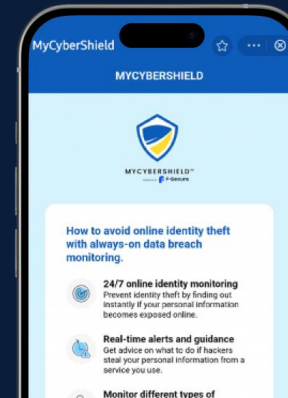 MyCyberShield
MYCYBERSHIELD
MYCYBERSHIELD™
F-Secure
How to avoid online identity theft
with always-on data breach
monitoring.
24/7 online identity monitoring
Prevent identity theft by finding out
instantly if your personal information
becomes exposed online.
Real-time alerts and guidance
Get advice on what to do if hackers
steal your personal information from a
service you use.
Monitor different types of